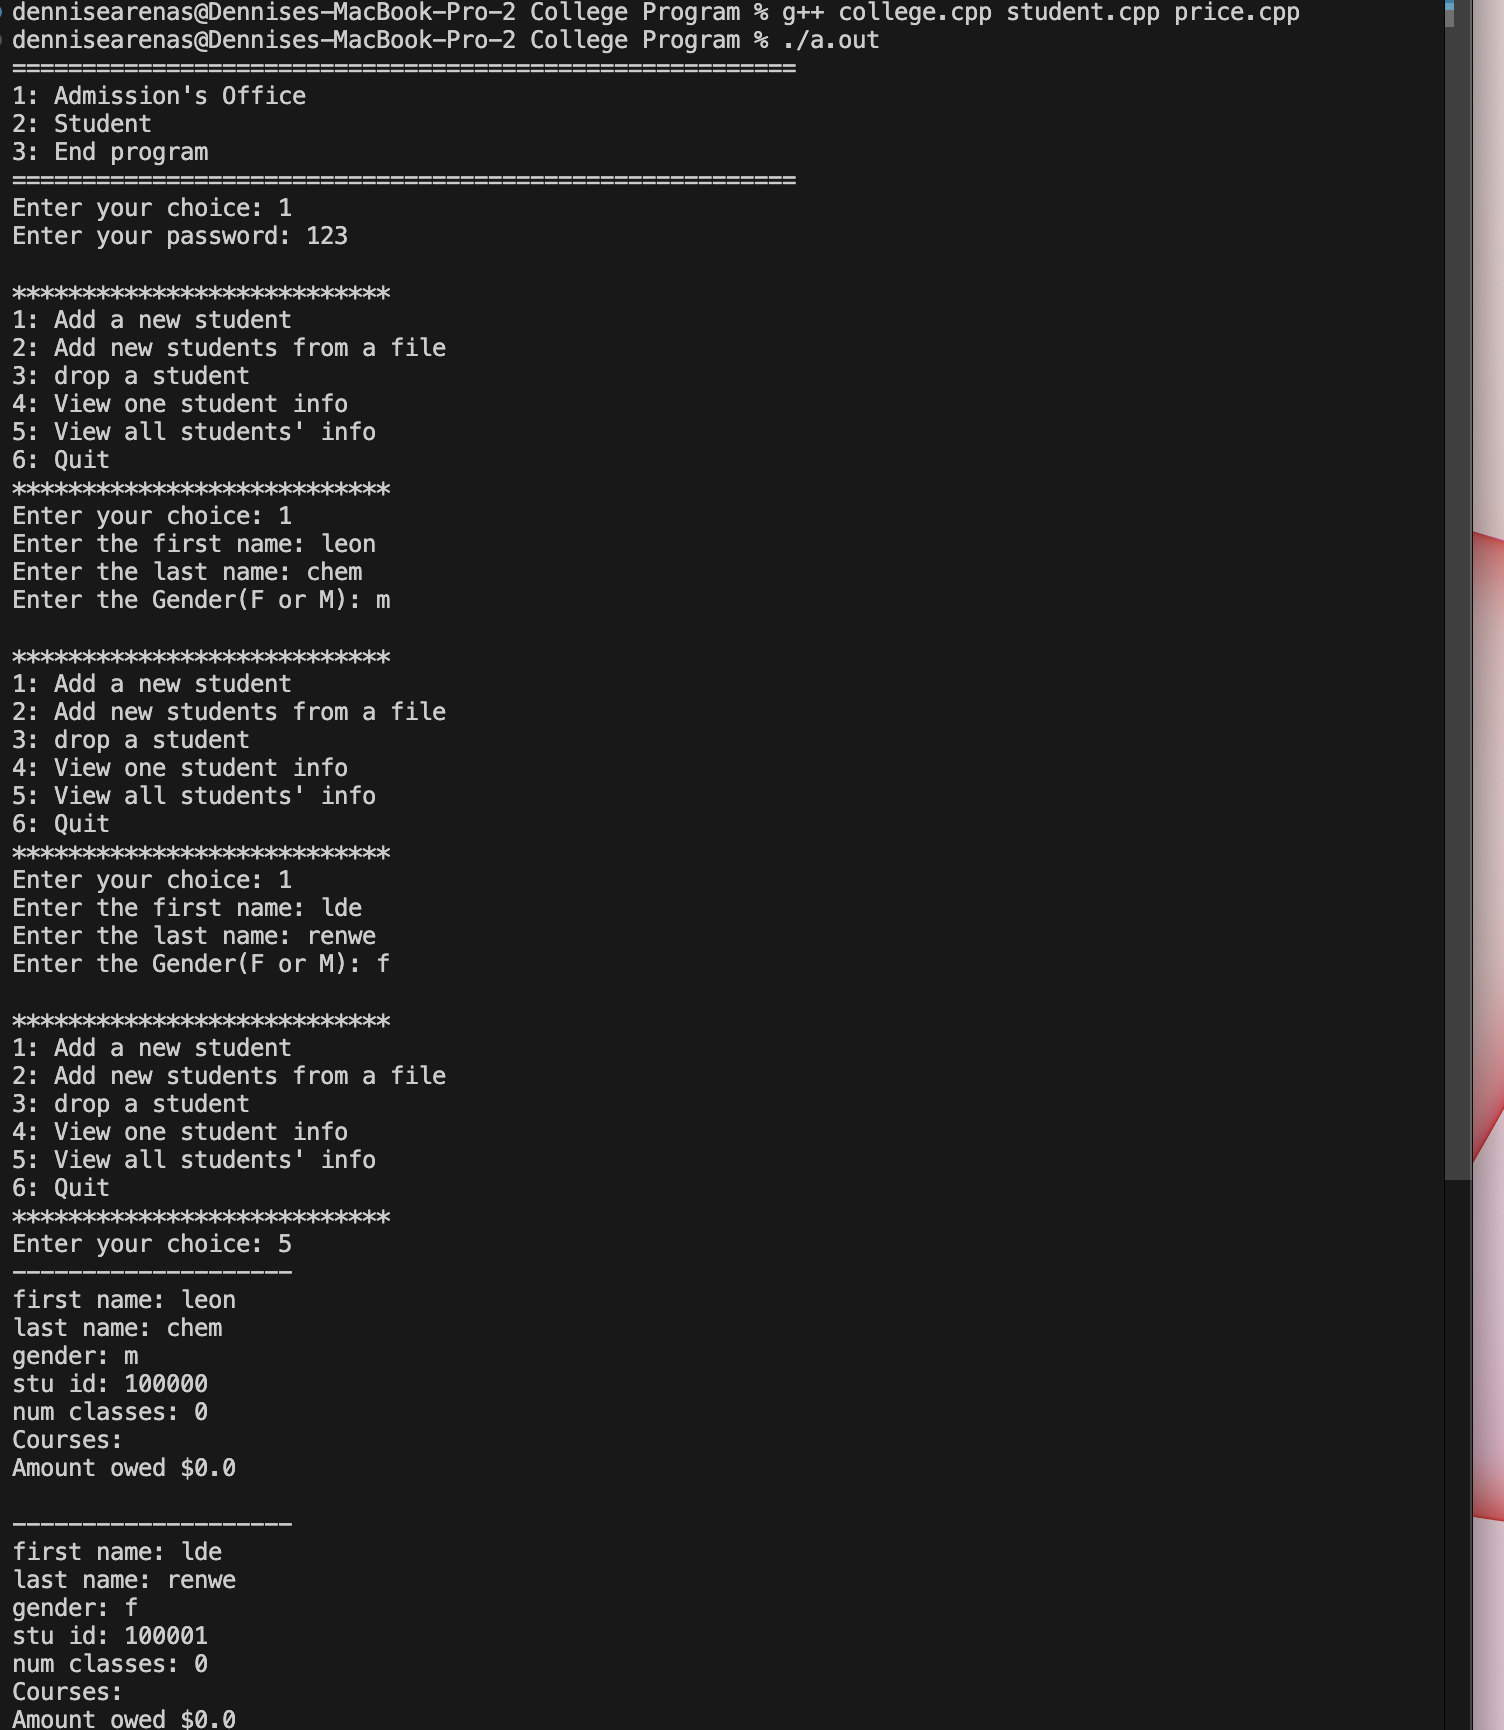 dennisearenas@Dennises-MacBook-Pro-2 College Program % g++ college.cpp student.cpp price.cpp
dennisearenas@Dennises-MacBook-Pro-2 College Program % ./a.out
========================================================
1: Admission's Office
2: Student
3: End program
========================================================
Enter your choice: 1
Enter your password: 123

***************************
1: Add a new student
2: Add new students from a file
3: drop a student
4: View one student info
5: View all students' info
6: Quit
***************************
Enter your choice: 1
Enter the first name: leon
Enter the last name: chem
Enter the Gender(F or M): m

***************************
1: Add a new student
2: Add new students from a file
3: drop a student
4: View one student info
5: View all students' info
6: Quit
***************************
Enter your choice: 1
Enter the first name: lde
Enter the last name: renwe
Enter the Gender(F or M): f

***************************
1: Add a new student
2: Add new students from a file
3: drop a student
4: View one student info
5: View all students' info
6: Quit
***************************
Enter your choice: 5
--------------------
first name: leon
last name: chem
gender: m
stu id: 100000
num classes: 0
Courses:
Amount owed $0.0

--------------------
first name: lde
last name: renwe
gender: f
stu id: 100001
num classes: 0
Courses:
Amount owed $0.0